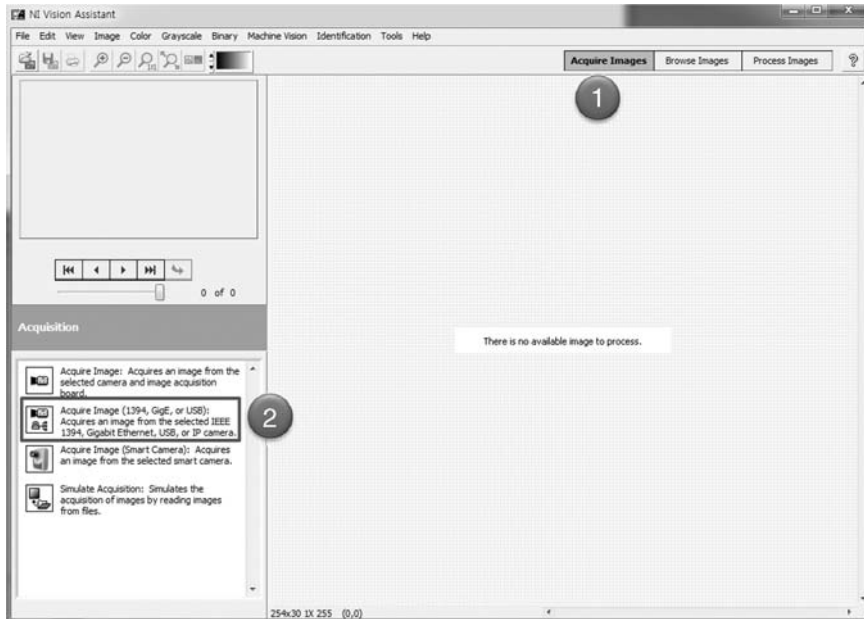 NI Vision Assistant
File Edit View Image Color Grayscale Binary Machine Vision Identification Tools Help
Acquire Images Browse Images Process Images
1
0 of 0
Acquisition
There is no available image to process.
Acquire Image: Acquires an image from the
selected camera and image acquisition
board.
Acquire Image (1394, GigE, or USB):
Acquires an image from the selected IEEE
1394, Gigabit Ethernet, USB, or IP camera.
2
Acquire Image (Smart Camera): Acquires
an image from the selected smart camera.
Simulate Acquisition: Simulates the
acquisition of images by reading images
from files.
254x30 1X 255 (0,0)